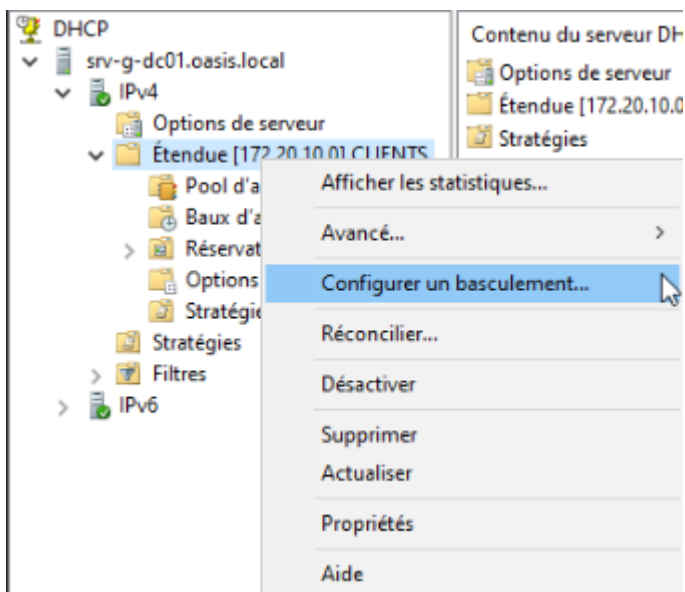 DHCP
srv-g-dc01.oasis.local
IPv4
Options de serveur
Étendue [172.20.10.0] CLIENTS
Pool d'a
Baux d'a
Réservat
Options
Stratégie
Stratégies
Filtres
IPv6
Contenu du serveur DH
Options de serveur
Étendue [172.20.10.0
Stratégies
Afficher les statistiques...
Avancé...
Configurer un basculement...
Réconcilier...
Désactiver
Supprimer
Actualiser
Propriétés
Aide